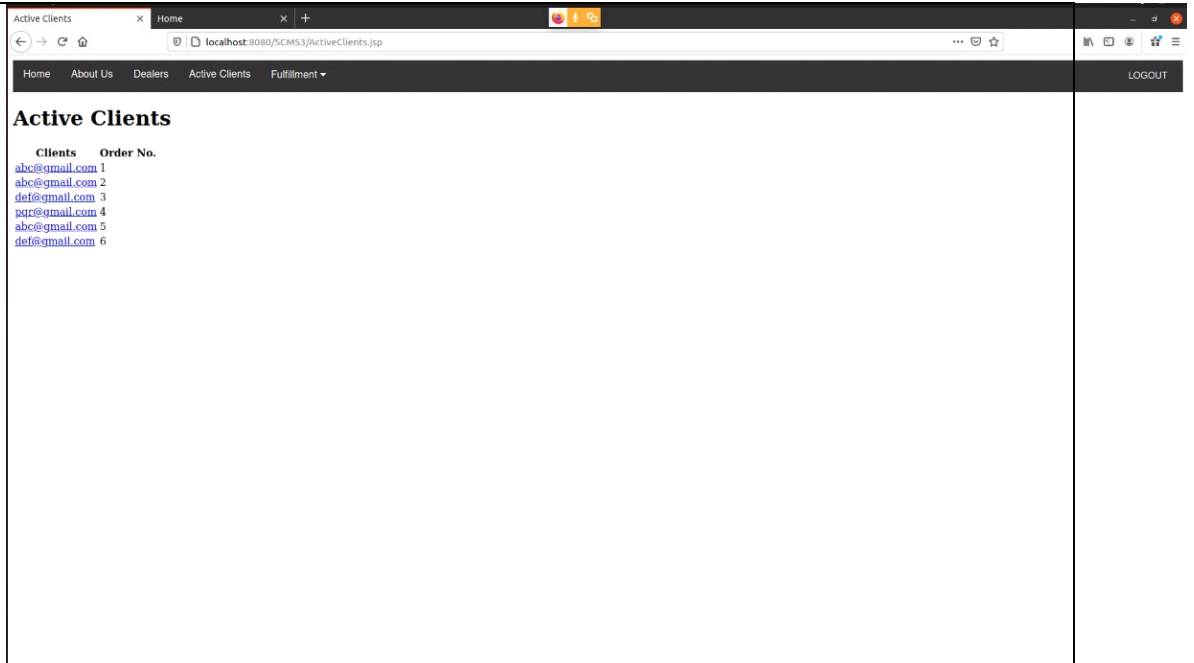 Active Clients Home
localhost:8080/SCMS3/ActiveClients.jsp
Home About Us Dealers Active Clients Fulfillment LOGOUT
Active Clients
Clients Order No.
abc@gmail.com 1
abc@gmail.com 2
def@gmail.com 3
pqr@gmail.com 4
abc@gmail.com 5
def@gmail.com 6